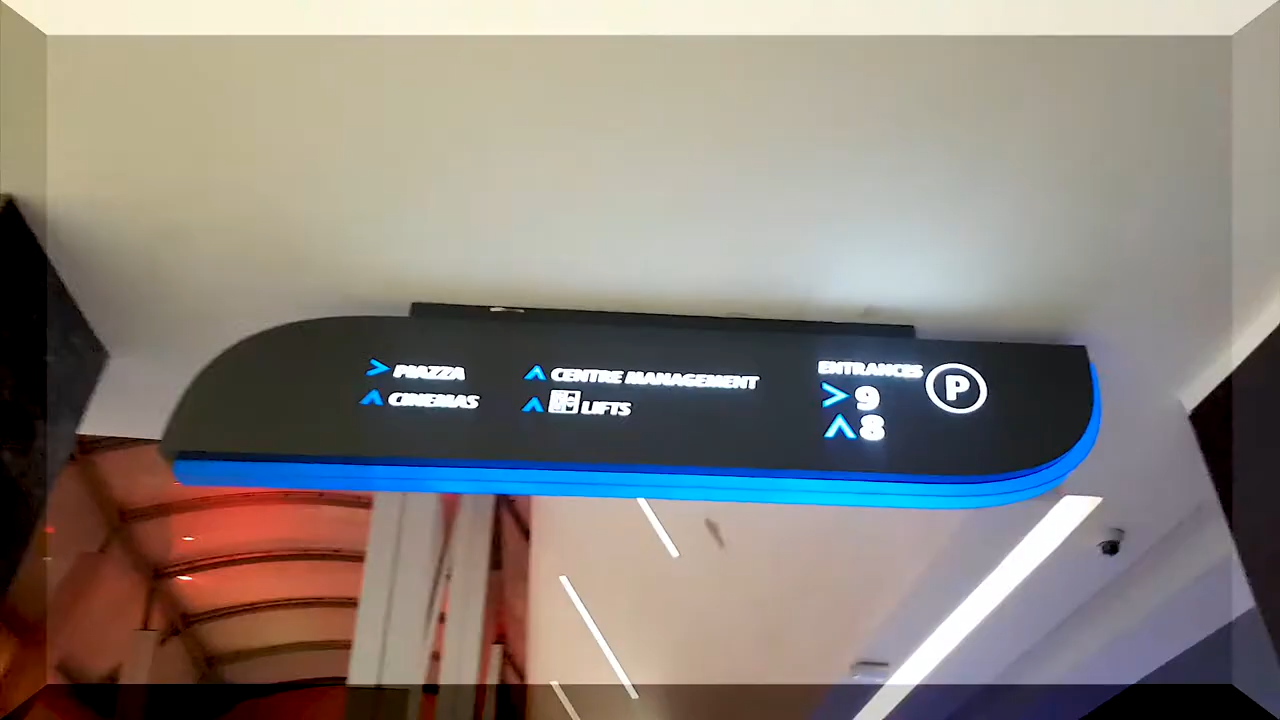 > PIAZZA
CINEMAS
CENTRE MANAGEMENT
LIFTS
ENTRANCES
> 9
8
P